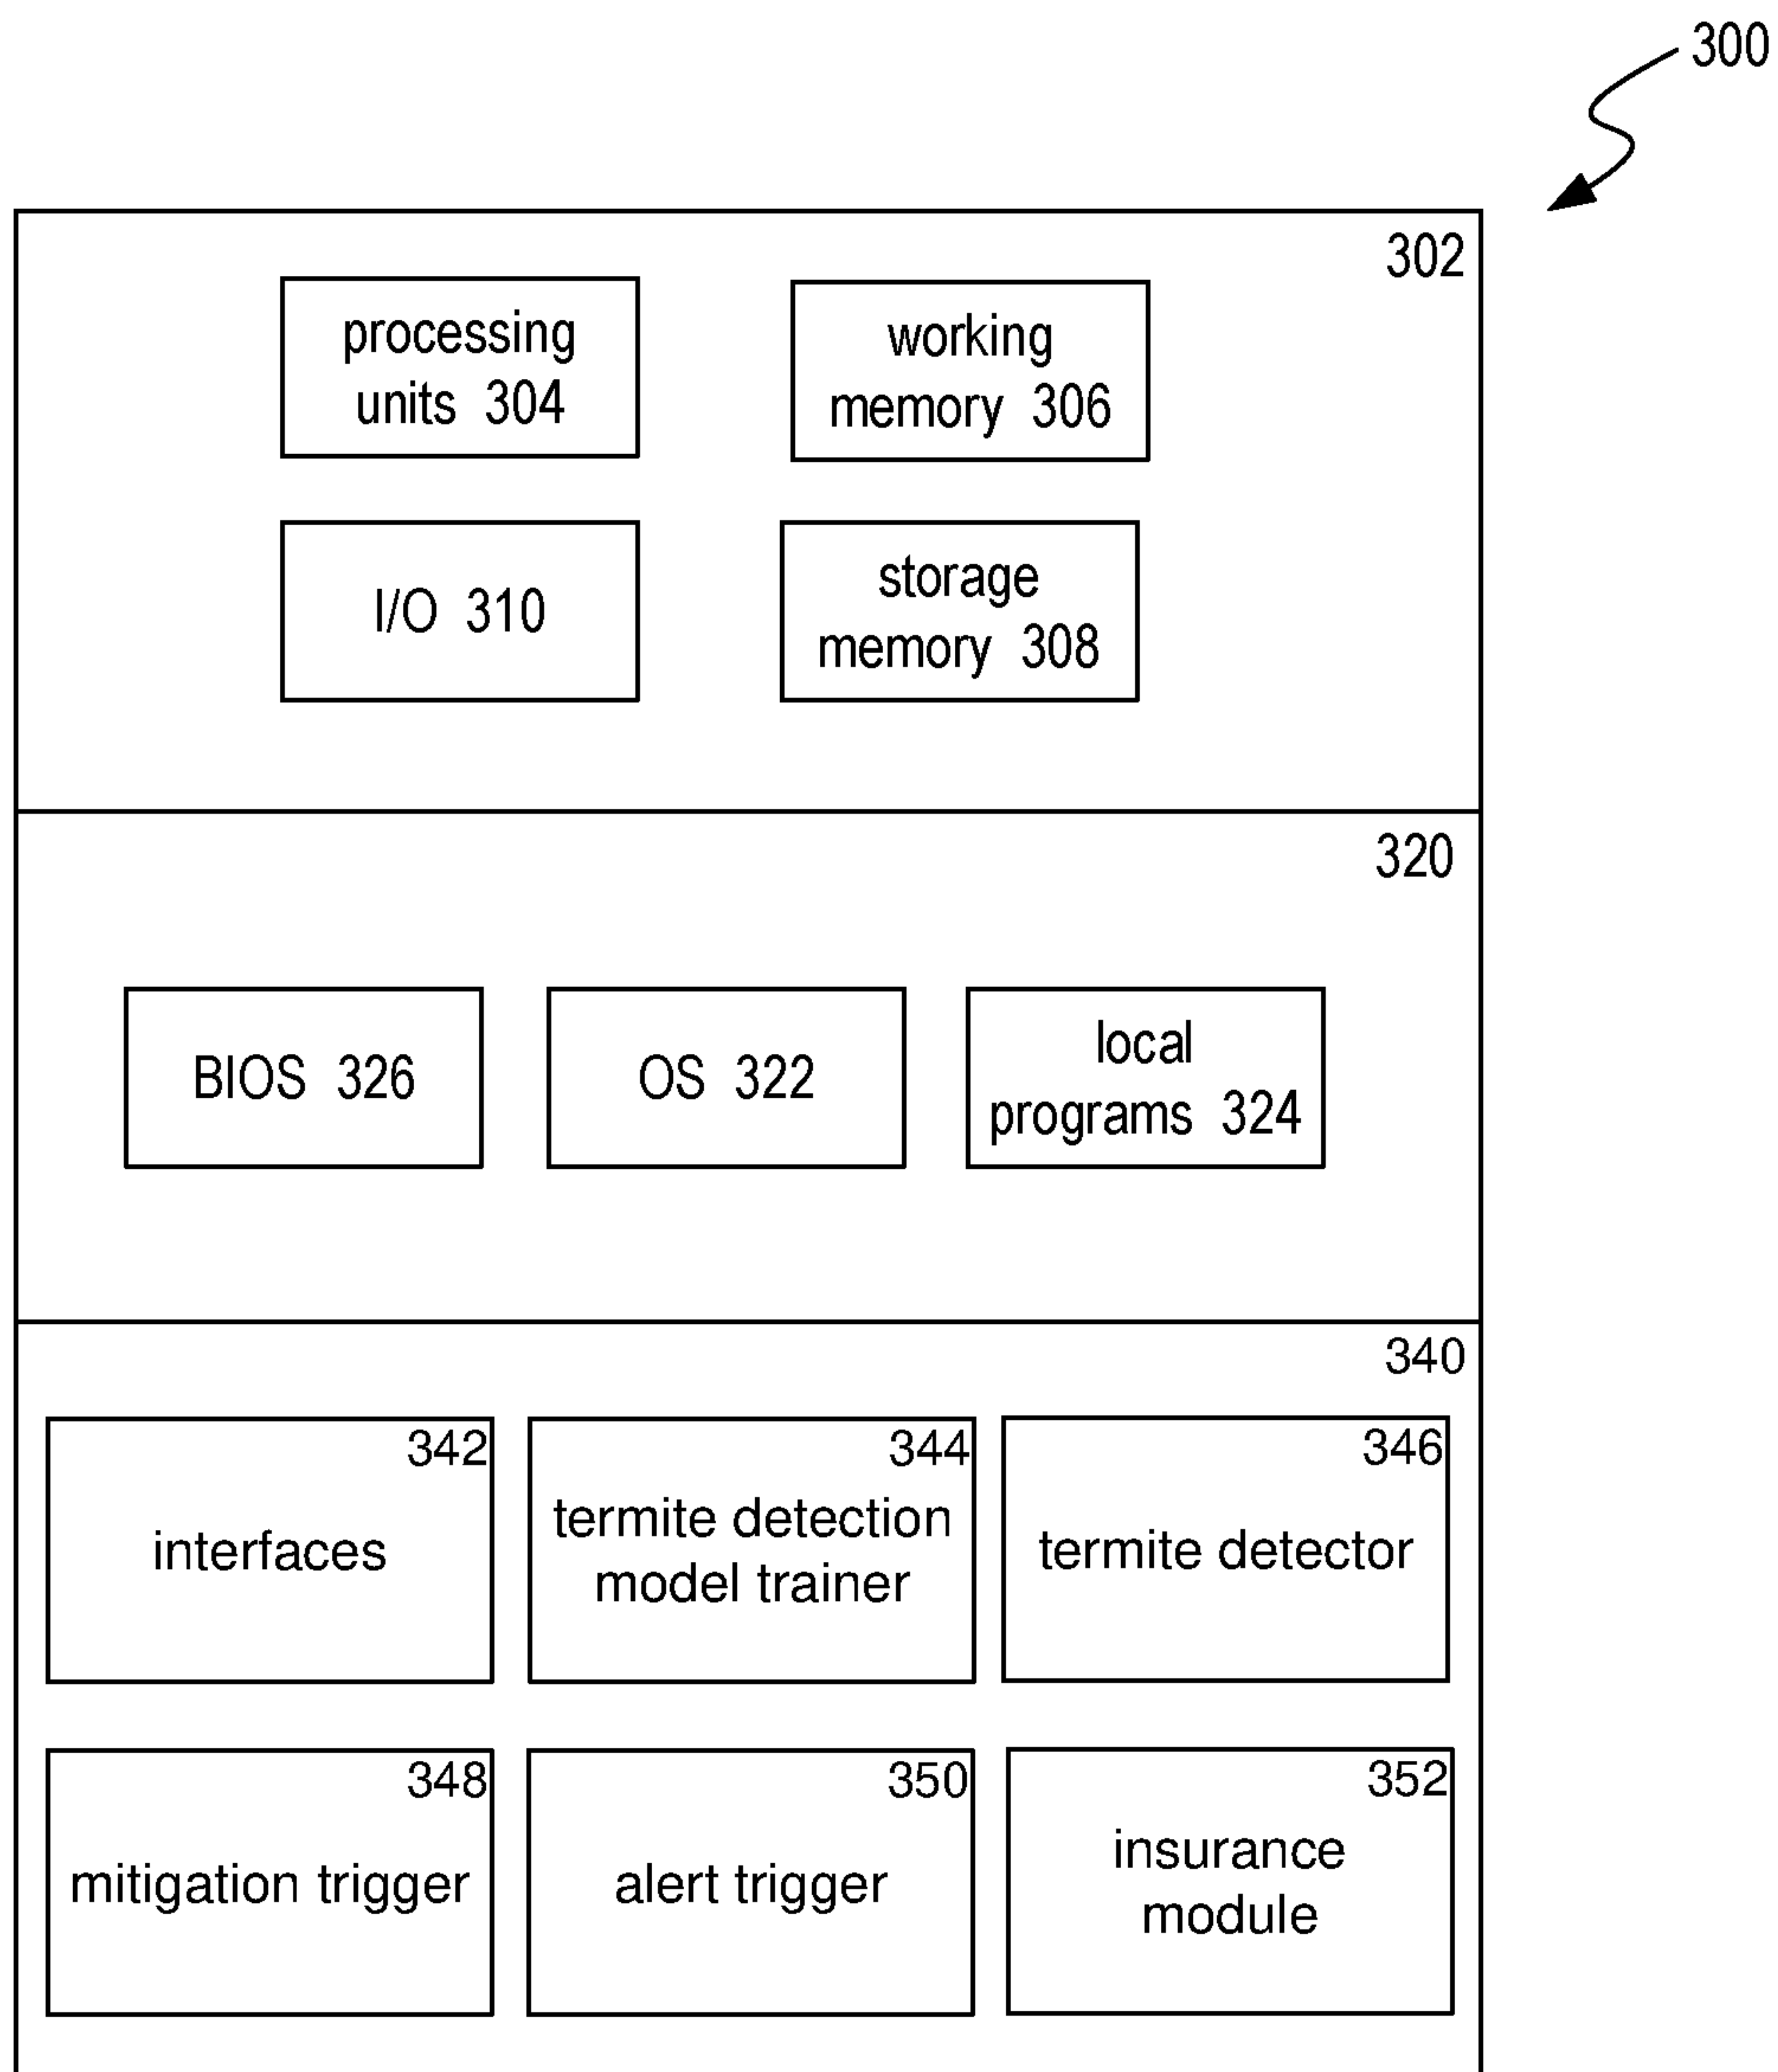 300
302
processing
units 304
working
memory 306
I/O 310
storage
memory 308
320
BIOS 326
OS 322
local
programs 324
340
342
interfaces
344
termite detection
model trainer
346
termite detector
348
mitigation trigger
350
alert trigger
352
insurance
module